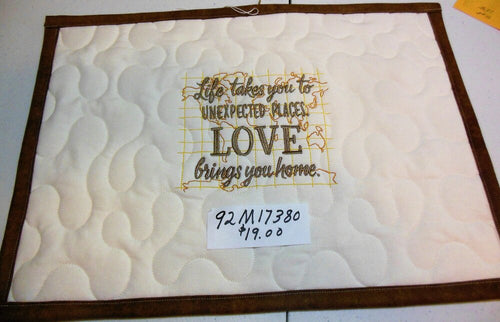 Life takes you to
UNEXPECTED PLACES,
LOVE
brings you home.
92M17380
$19.00